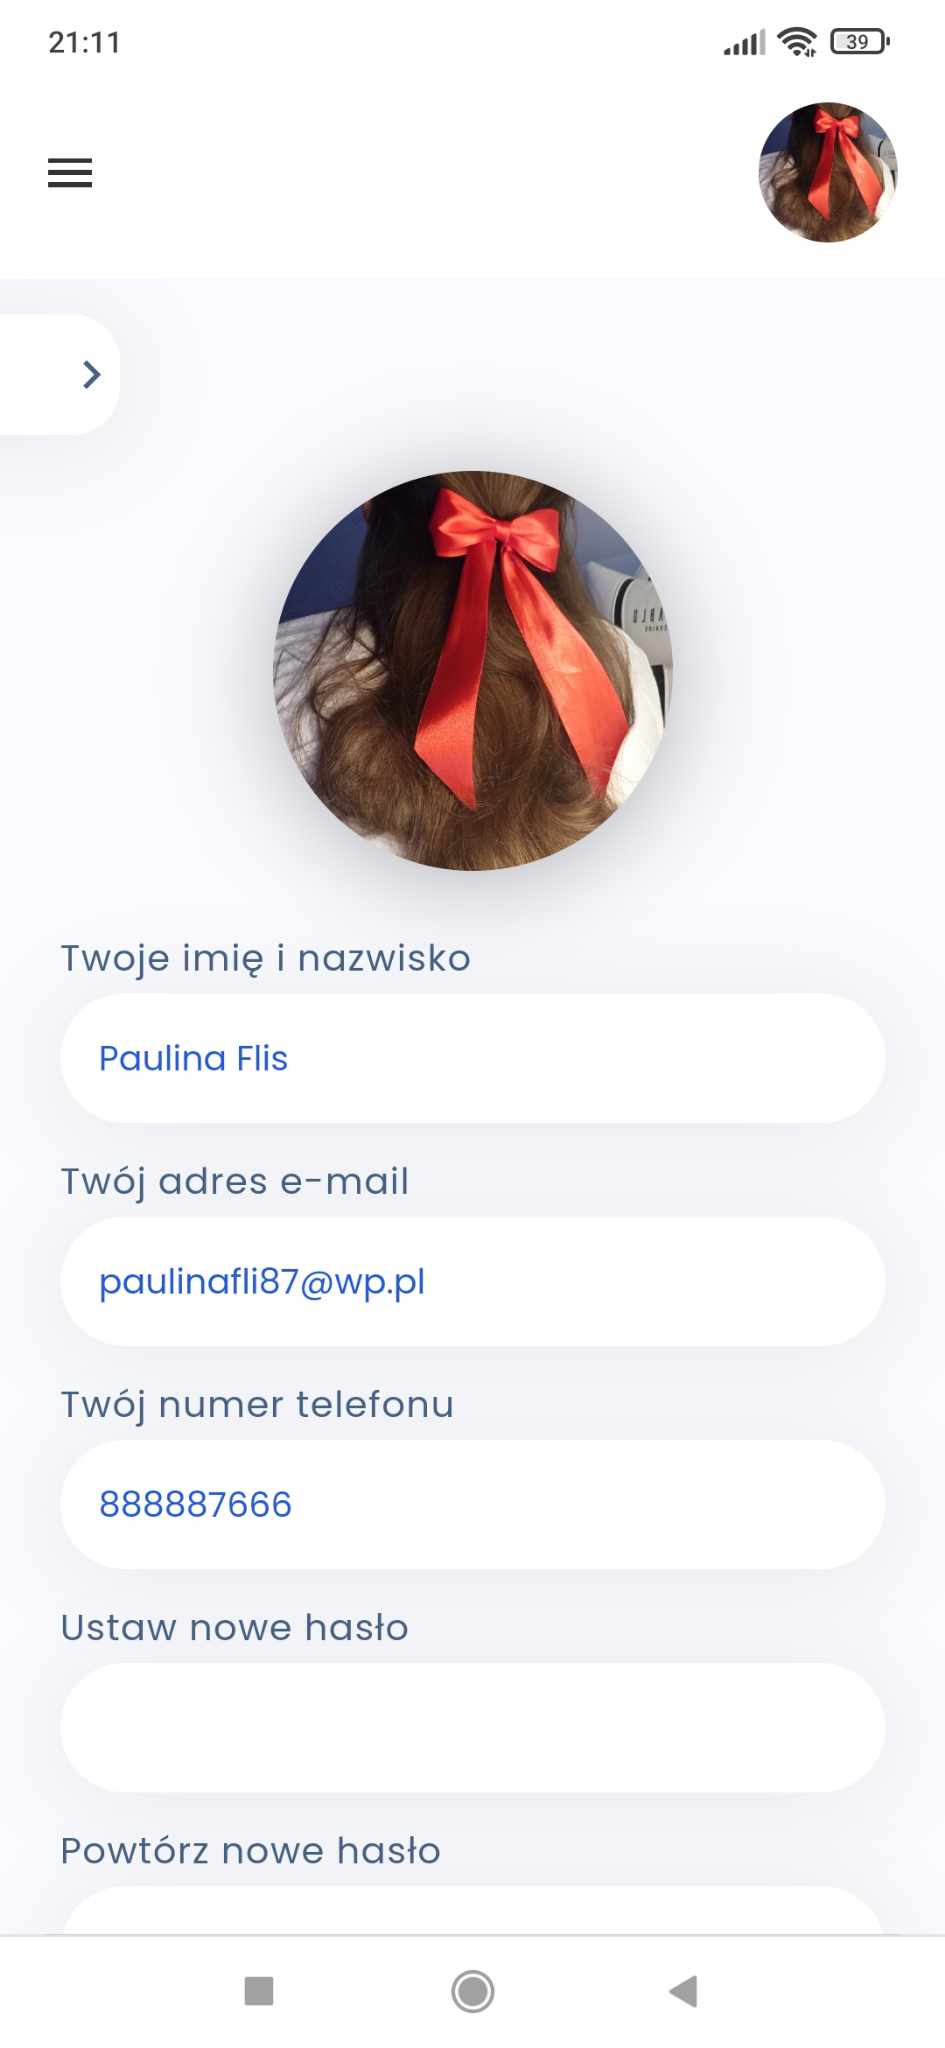 21:11
39
Twoje imię i nazwisko
Paulina Flis
Twój adres e-mail
paulinafli87@wp.pl
Twój numer telefonu
888887666
Ustaw nowe hasło
Powtórz nowe hasło